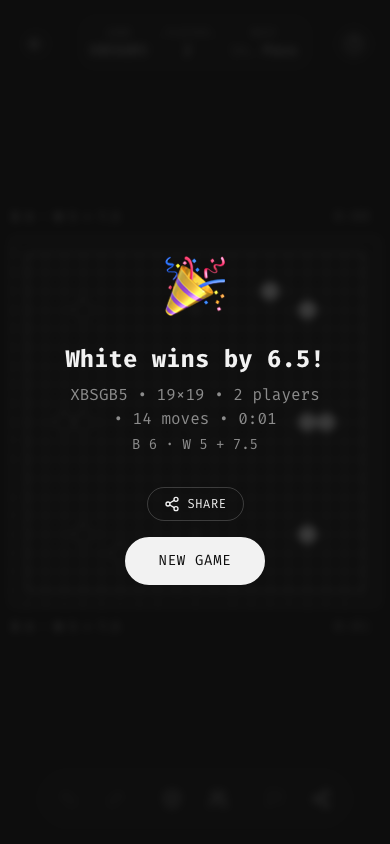 White wins by 6.5!
XBSGB5 • 19×19 • 2 players
• 14 moves • 0:01
B 6 · W 5 + 7.5
SHARE
NEW GAME